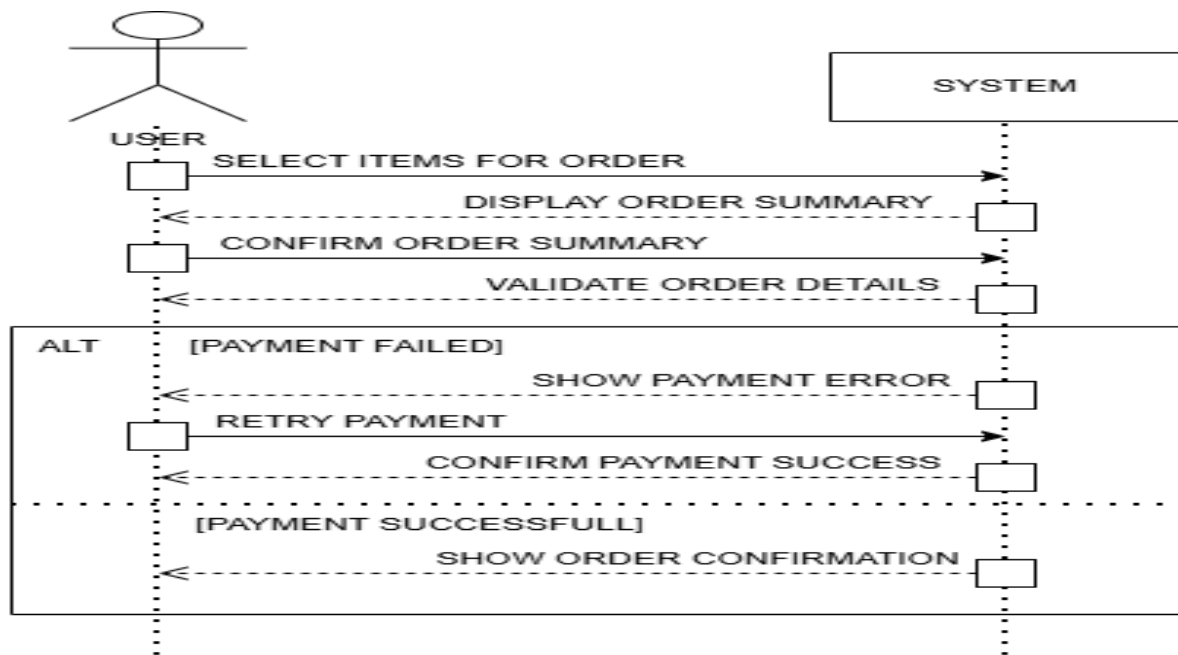 SYSTEM
USER
SELECT ITEMS FOR ORDER
DISPLAY ORDER SUMMARY
CONFIRM ORDER SUMMARY
VALIDATE ORDER DETAILS
ALT [PAYMENT FAILED]
SHOW PAYMENT ERROR
RETRY PAYMENT
CONFIRM PAYMENT SUCCESS
[PAYMENT SUCCESSFULL]
SHOW ORDER CONFIRMATION